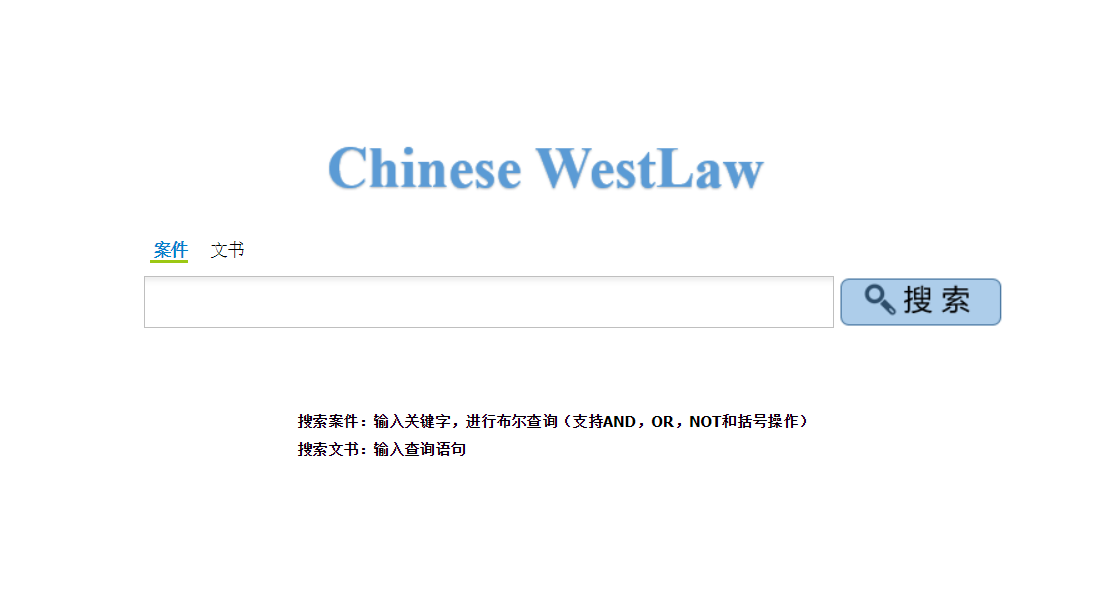 Chinese WestLaw
案件 文书
搜 索
搜索案件：输入关键字，进行布尔查询（支持AND，OR，NOT和括号操作）
搜索文书：输入查询语句